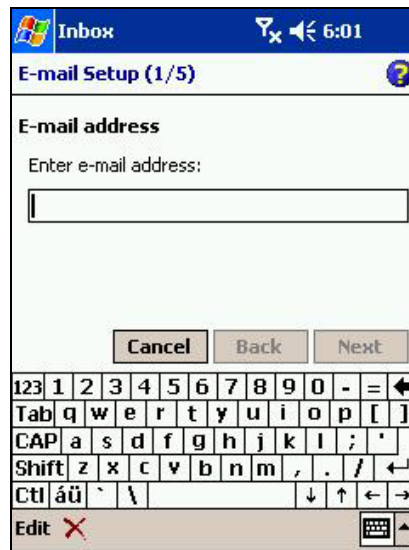 Inbox 6:01
E-mail Setup (1/5)
E-mail address
Enter e-mail address:
Cancel Back Next
123 1 2 3 4 5 6 7 8 9 0 - =
Tab q w e r t y u i o p [ ]
CAP a s d f g h j k l ; '
Shift z x c v b n m , . /
Ctl áü ` \ ↓ ↑ ← →
Edit